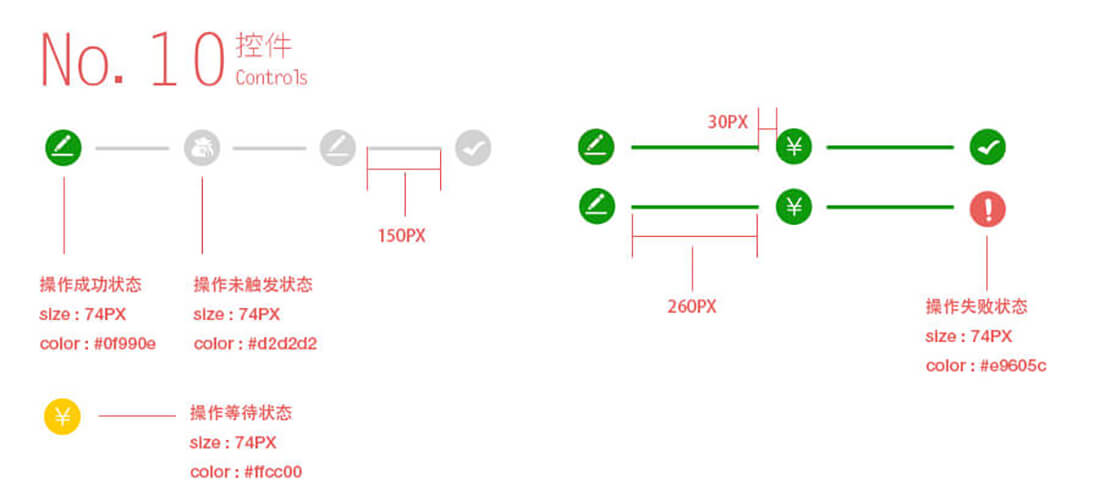 No. 10
控件
Controls
150PX
操作成功状态
size : 74PX
color : #0f990e
操作未触发状态
size : 74PX
color : #d2d2d2
¥
操作等待状态
size : 74PX
color : #ffcc00
30PX
¥
¥
260PX
操作失败状态
size : 74PX
color : #e9605c